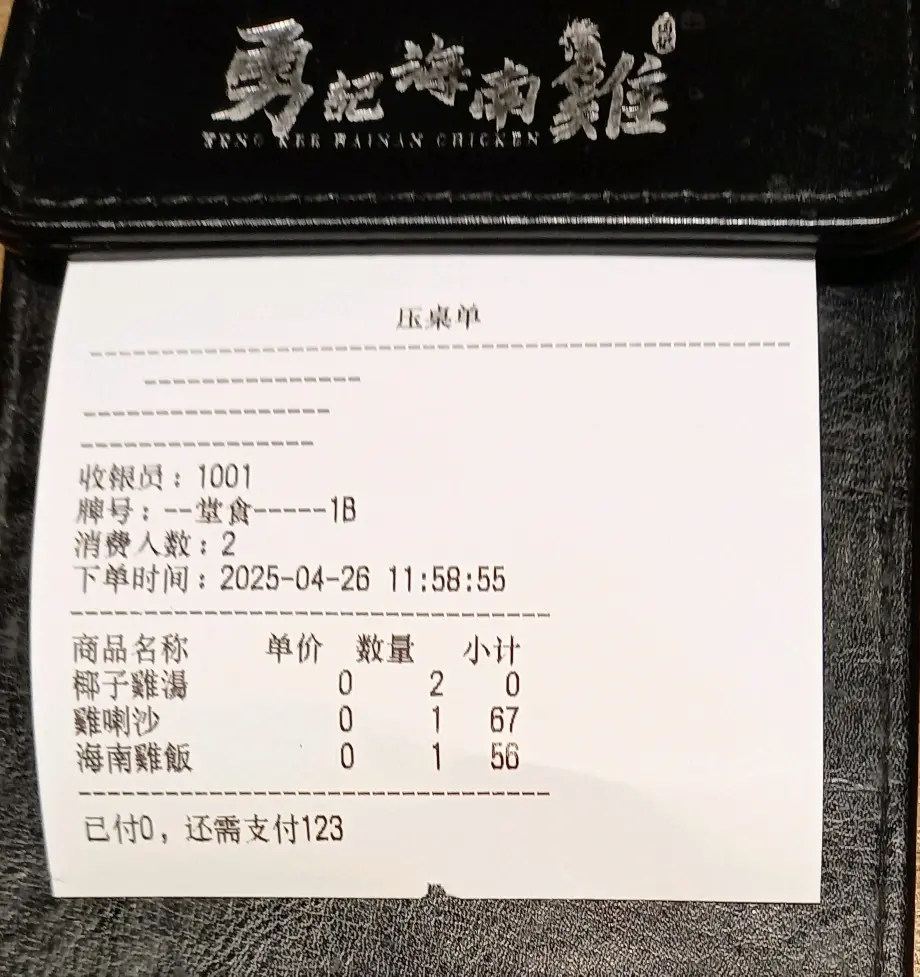 勇記海南雞
YENG KEE HAINAN CHICKEN
压桌单
--------------------------------------------
---------------
-----------------
----------------
收银员：1001
牌号：--堂食-----1B
消费人数：2
下单时间：2025-04-26 11:58:55
---------------------------------
商品名称 单价 数量 小计
椰子雞湯 0 2 0
雞喇沙 0 1 67
海南雞飯 0 1 56
---------------------------------
已付0，还需支付123